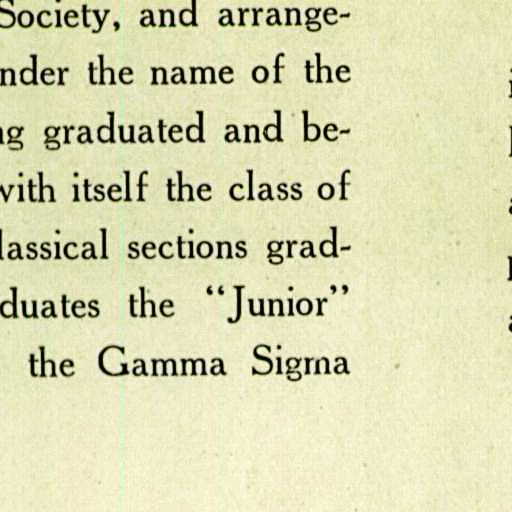 Society, and arrange-
nder the name of the
ng graduated and be-
with itself the class of
lassical sections grad-
duates the “Junior”
the Gamma Sigma